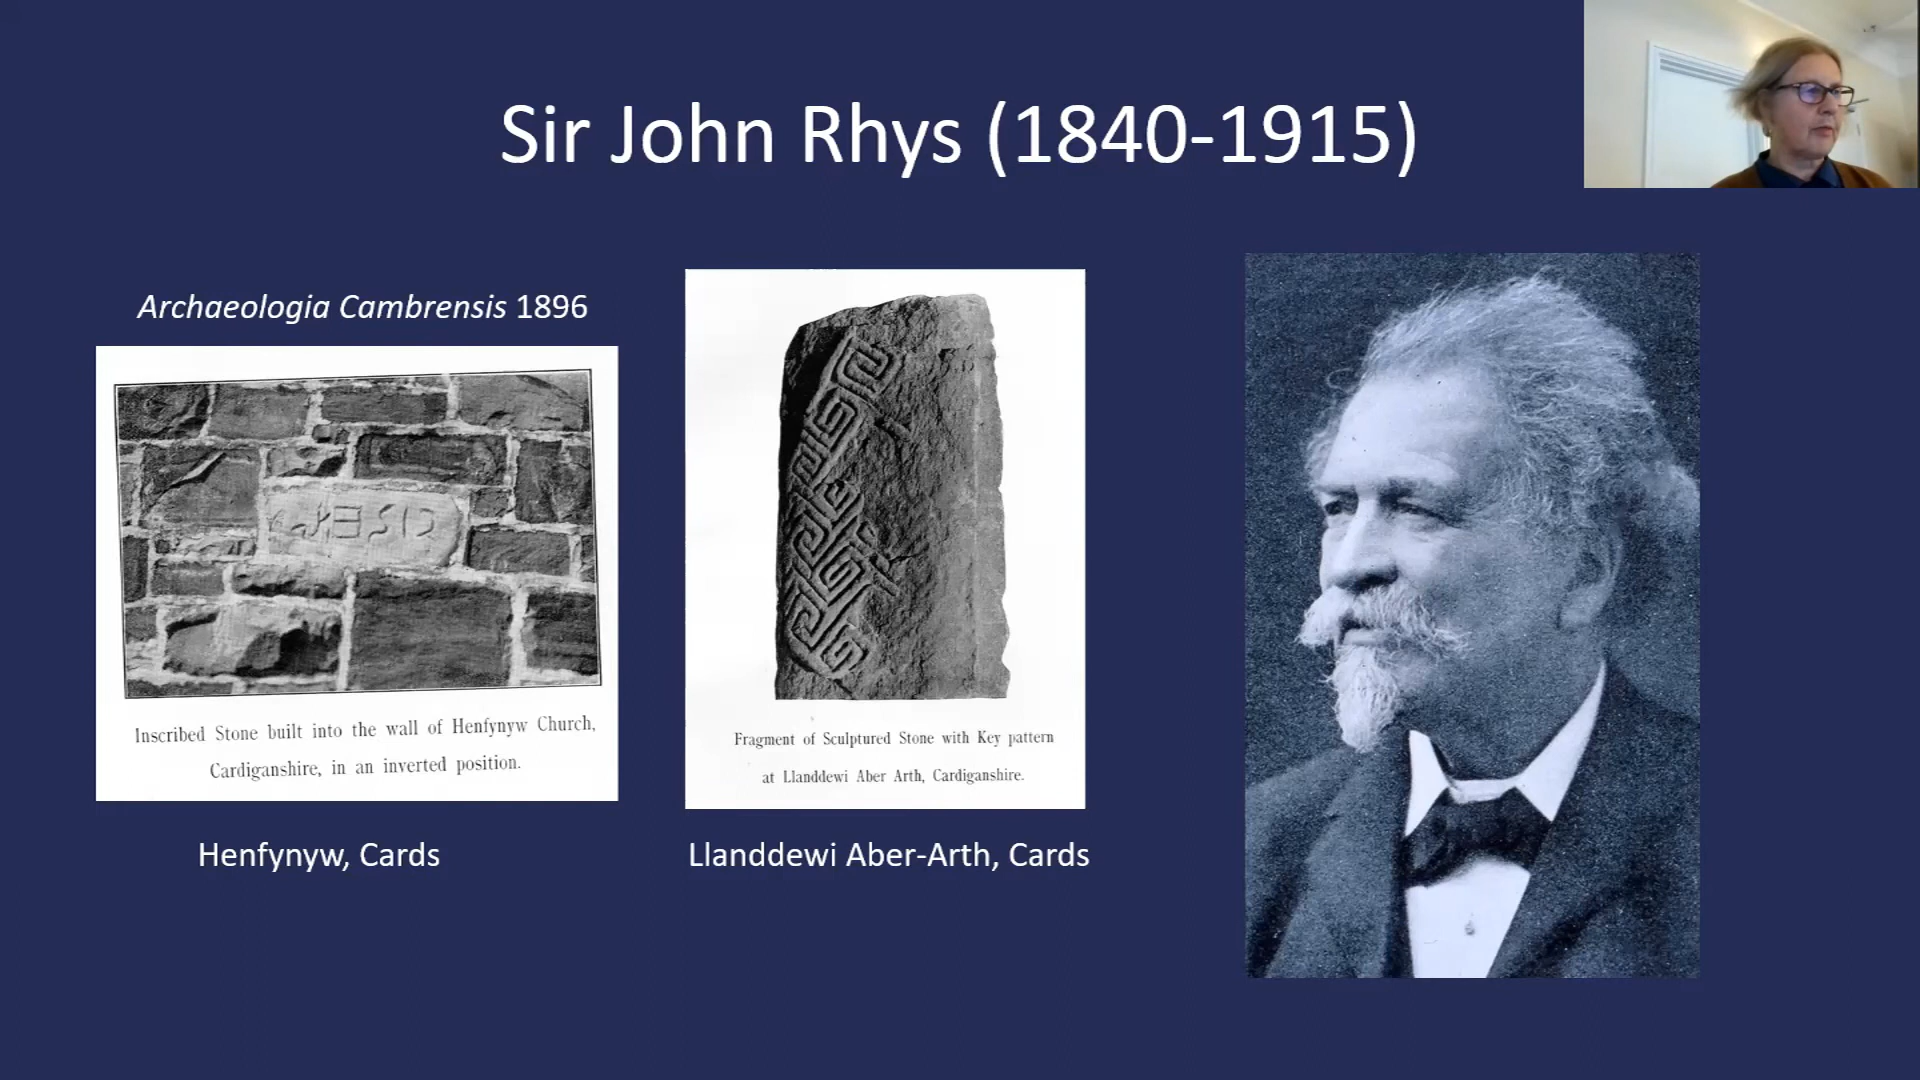 Sir John Rhys (1840-1915)
Archaeologia Cambrensis 1896
Inscribed Stone built into the wall of Henfynyw Church,
Cardiganshire, in an inverted position.
Henfynyw, Cards
Fragment of Sculptured Stone with Key pattern
at Llanddewi Aber Arth, Cardiganshire.
Llanddewi Aber-Arth, Cards